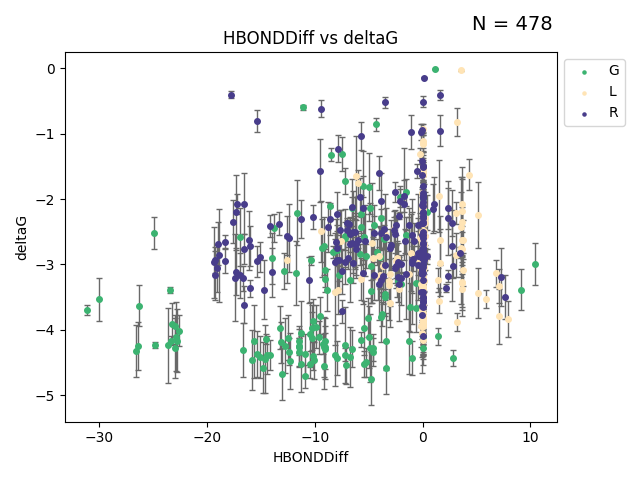 N = 478
HBONDDiff vs deltaG
G
L
R
deltaG
0
−1
−2
−3
−4
−5
−30 −20 −10 0 10
HBONDDiff